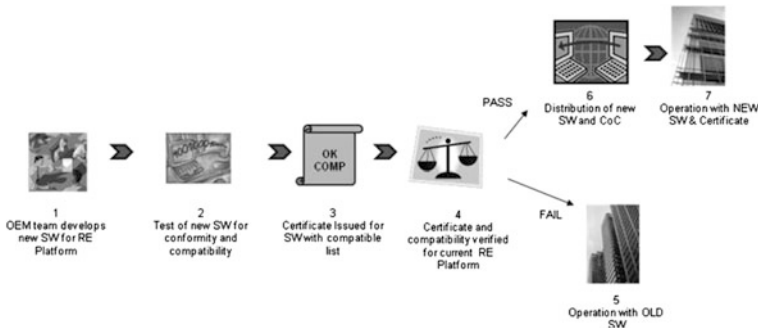 6
Distribution of new
SW and CoC
7
Operation with NEW
SW & Certificate
PASS
OK
COMP
1
OEM team develops
new SW for RE
Platform
2
Test of new SW for
conformity and
compatibility
3
Certificate Issued for
SW with compatible
list
4
Certificate and
compatibility verified
for current RE
Platform
FAIL
5
Operation with OLD
SW